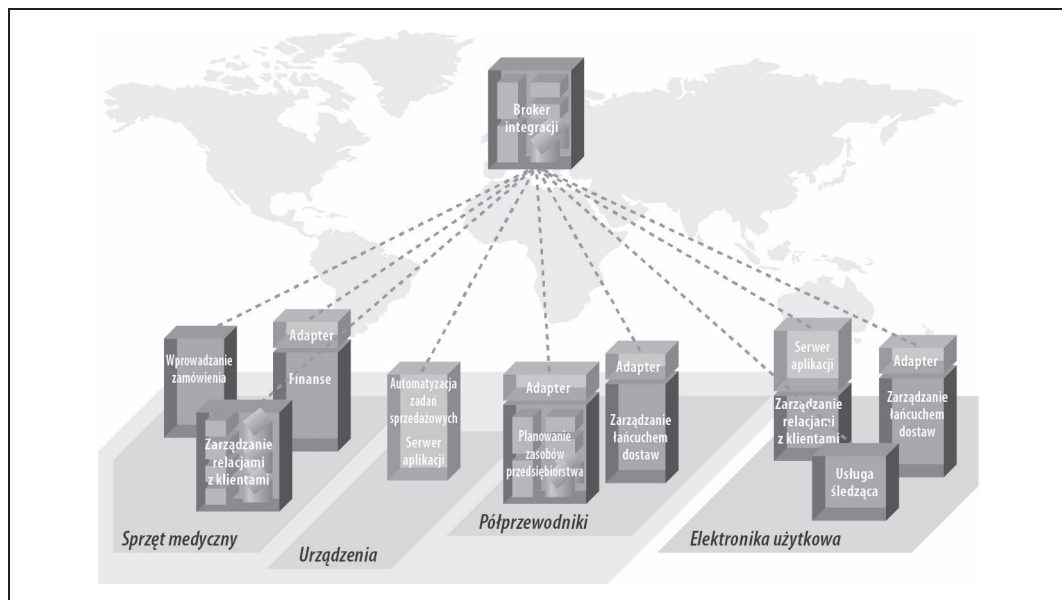 Broker
integracji
Wprowadzanie
zamówienia
Adapter
Finanse
Zarządzanie
relacjami
z klientami
Sprzęt medyczny
Automatyzacja
zadań
sprzedażowych
Serwer
aplikacji
Urządzenia
Adapter
Planowanie
zasobów
przedsiębiorstwa
Adapter
Zarządzanie
łańcuchem
dostaw
Półprzewodniki
Serwer
aplikacji
Zarządzanie
relacjami
z klientami
Adapter
Zarządzanie
łańcuchem
dostaw
Usługa
śledząca
Elektronika użytkowa